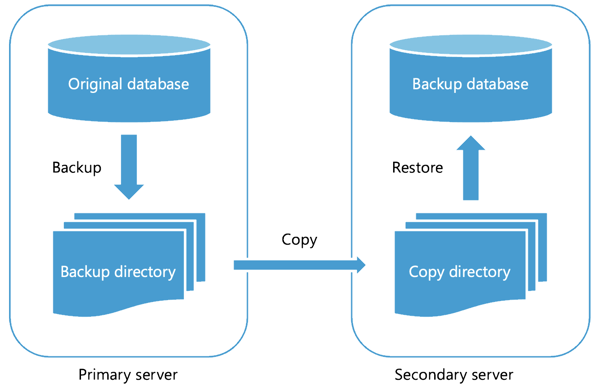 Original database
Backup
Backup directory
Primary server
Copy
Backup database
Restore
Copy directory
Secondary server